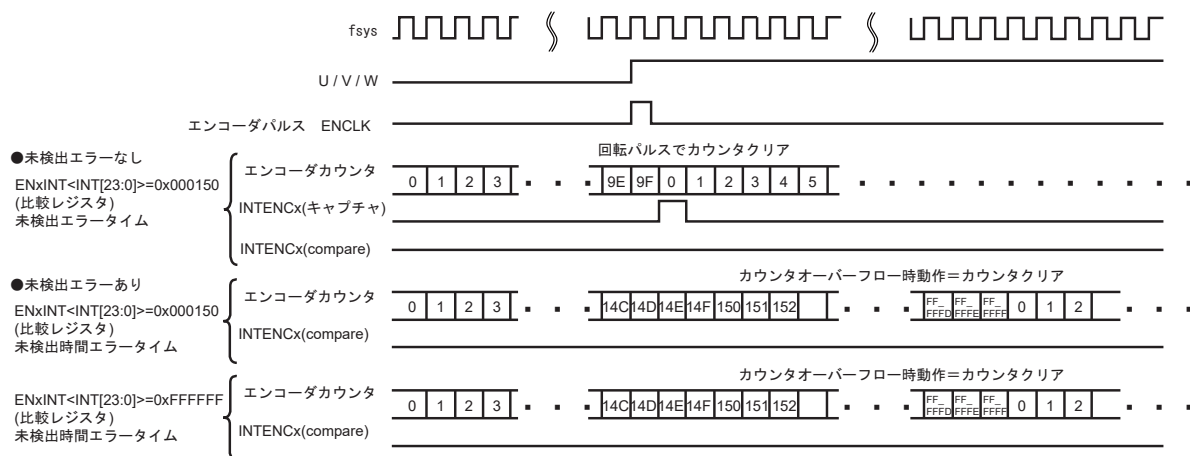 fsys
U / V / W
エンコーダパルス ENCLK
●未検出エラーなし
ENxINT<INT[23:0]>=0x000150
(比較レジスタ)
未検出エラータイム
回転パルスでカウンタクリア
エンコーダカウンタ
0 1 2 3 ▪ ▪ ▪ 9E 9F 0 1 2 3 4 5 ▪ ▪ ▪ ▪ ▪ ▪ ▪ ▪ ▪ ▪ ▪ ▪
INTENCx(キャプチャ)
INTENCx(compare)
●未検出エラーあり
ENxINT<INT[23:0]>=0x000150
(比較レジスタ)
未検出時間エラータイム
カウンタオーバーフロー時動作＝カウンタクリア
エンコーダカウンタ
0 1 2 3 ▪ ▪ ▪ 14C 14D 14E 14F 150 151 152 ▪ ▪ ▪ FF_FFFD FF_FFFE FF_FFFF 0 1 2 ▪ ▪ ▪
INTENCx(compare)
ENxINT<INT[23:0]>=0xFFFFFF
(比較レジスタ)
未検出時間エラータイム
カウンタオーバーフロー時動作＝カウンタクリア
エンコーダカウンタ
0 1 2 3 ▪ ▪ ▪ 14C 14D 14E 14F 150 151 152 ▪ ▪ ▪ FF_FFFD FF_FFFE FF_FFFF 0 1 2 ▪ ▪ ▪
INTENCx(compare)